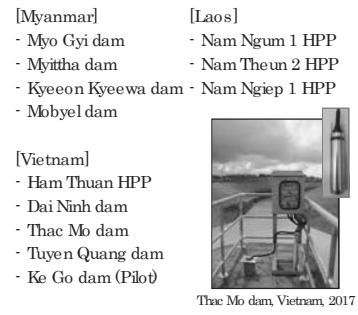 [Myanmar]
- Myo Gyi dam
- Myittha dam
- Kyeeon Kyeewa dam
- Mobyel dam
[Laos]
- Nam Ngum 1 HPP
- Nam Theun 2 HPP
- Nam Ngiep 1 HPP
[Vietnam]
- Ham Thuan HPP
- Dai Ninh dam
- Thac Mo dam
- Tuyen Quang dam
- Ke Go dam (Pilot)
Thac Mo dam, Vietnam, 2017